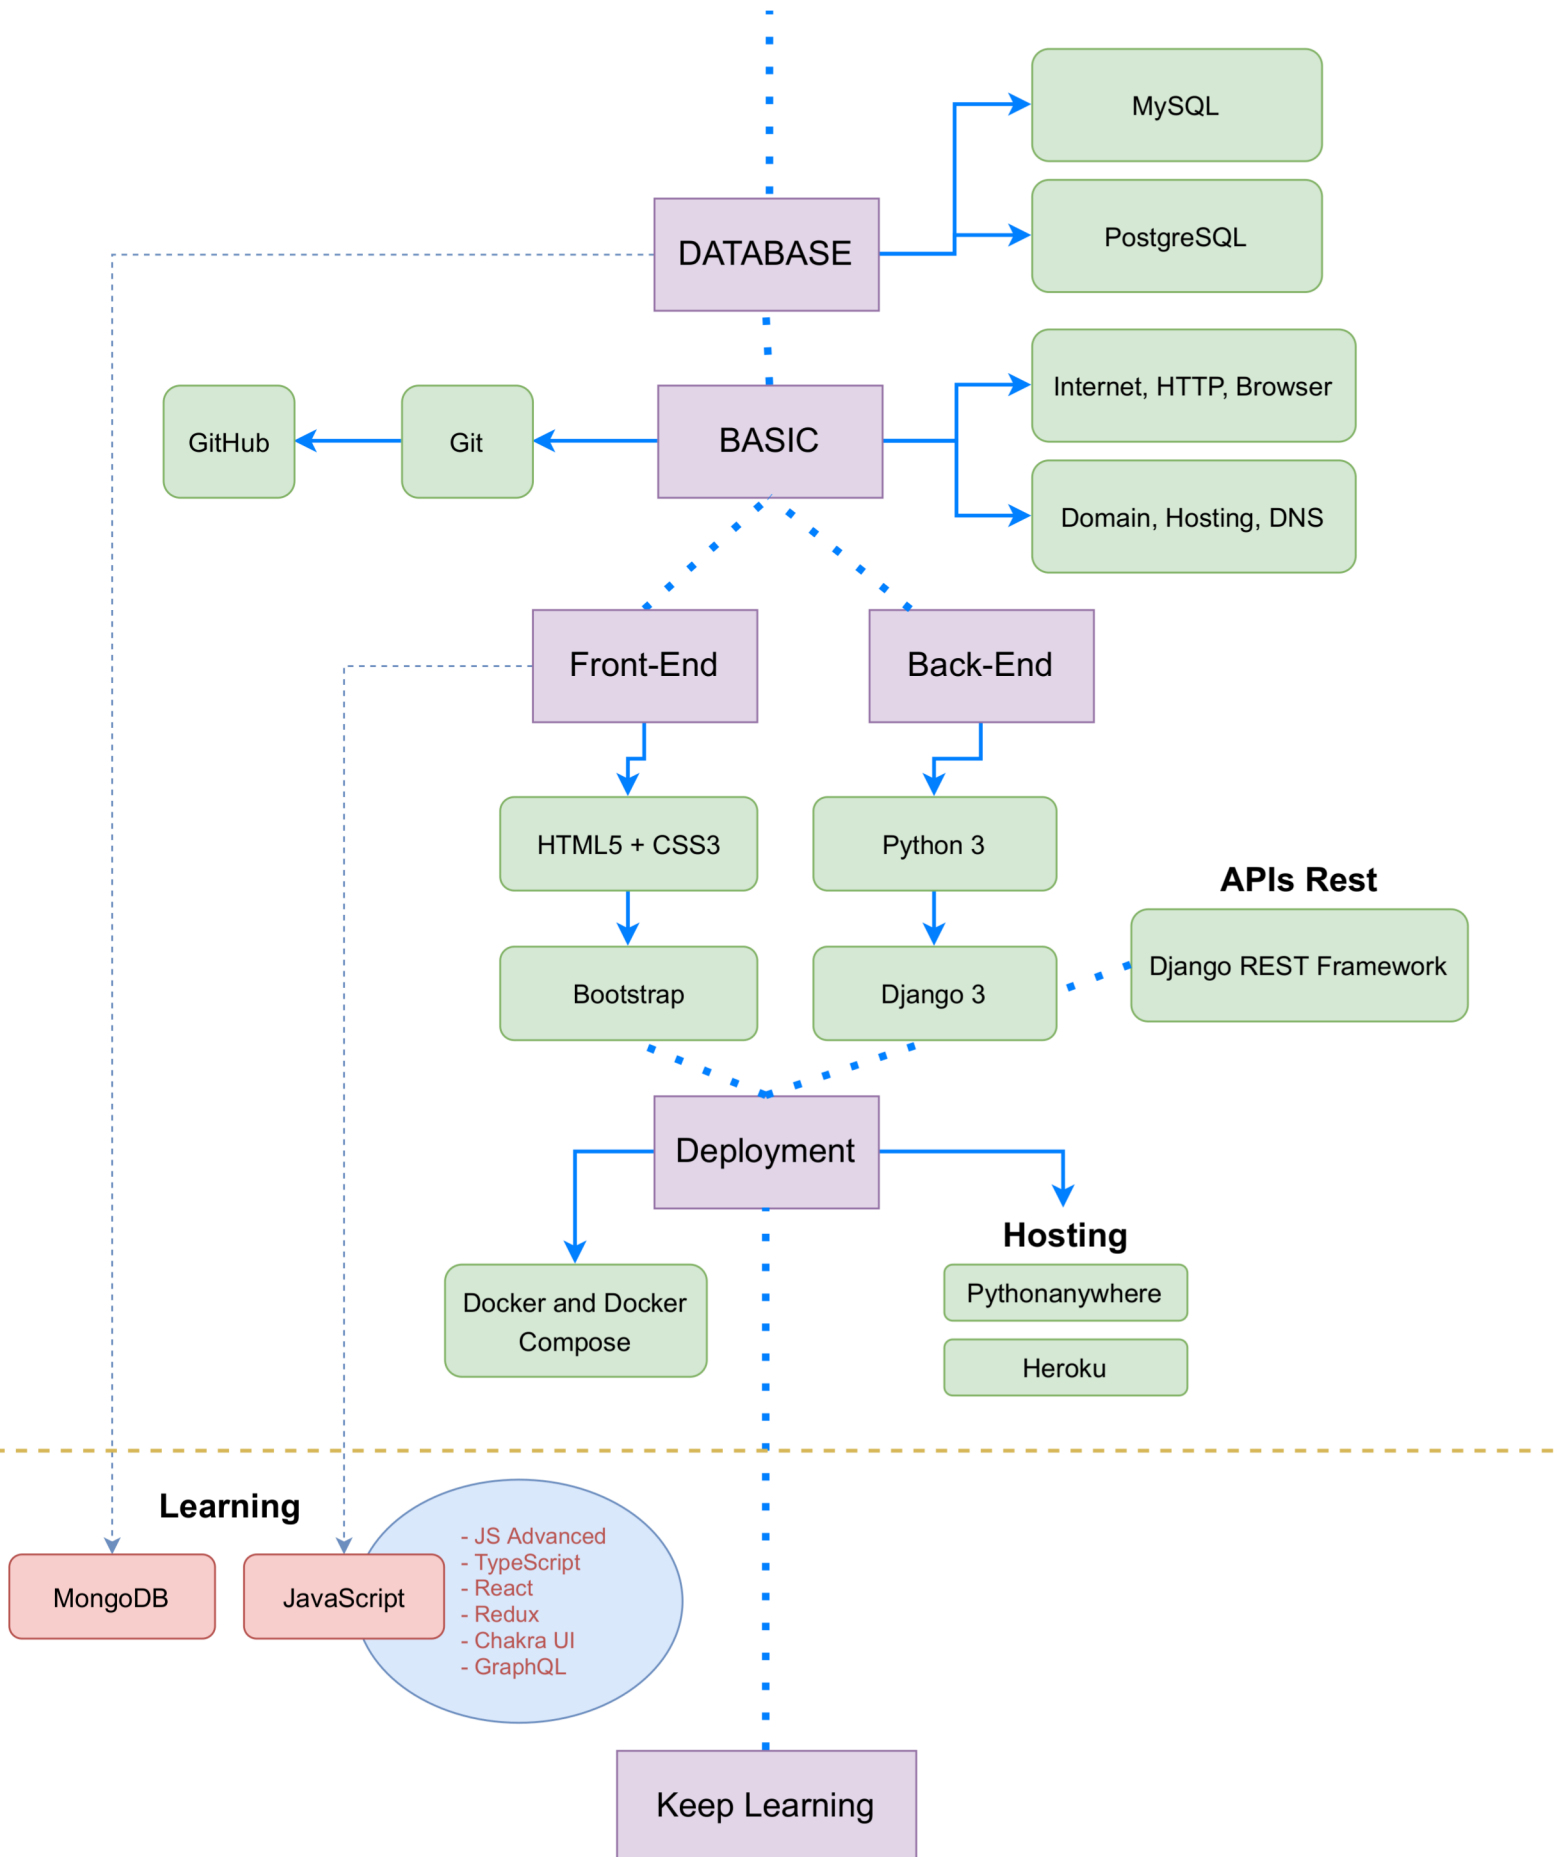 MySQL
PostgreSQL
DATABASE
Internet, HTTP, Browser
GitHub
Git
BASIC
Domain, Hosting, DNS
Front-End
Back-End
HTML5 + CSS3
Python 3
APIs Rest
Django REST Framework
Bootstrap
Django 3
Deployment
Hosting
Docker and Docker
Compose
Pythonanywhere
Heroku
Learning
MongoDB
JavaScript
- JS Advanced
- TypeScript
- React
- Redux
- Chakra UI
- GraphQL
Keep Learning